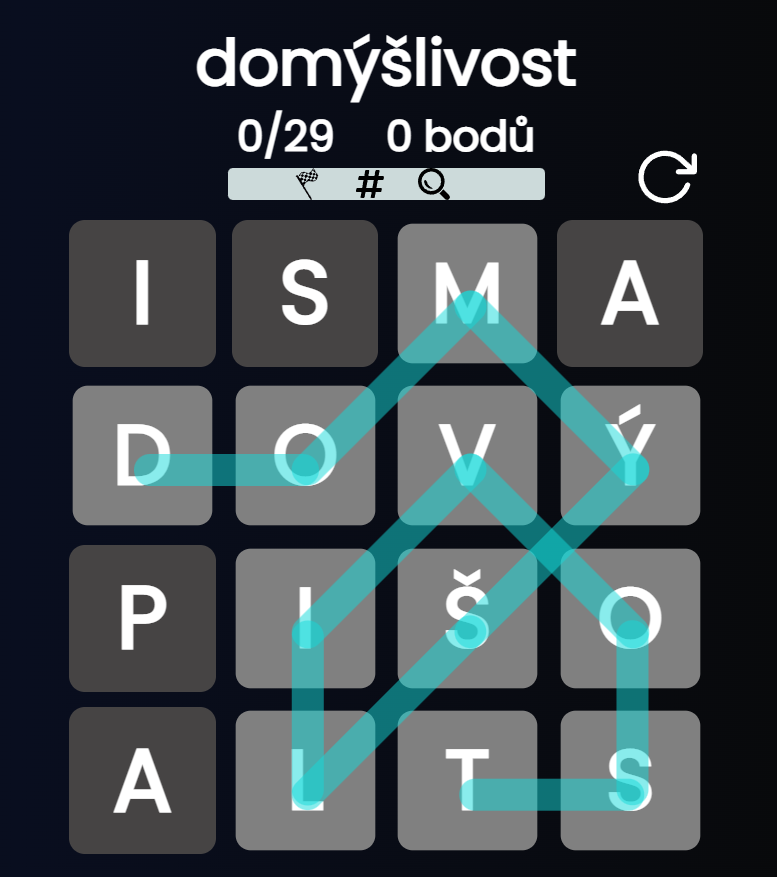 domýšlivost
0/29 0 bodů
#
I S M A
D O V Ý
P I Š O
A L T S